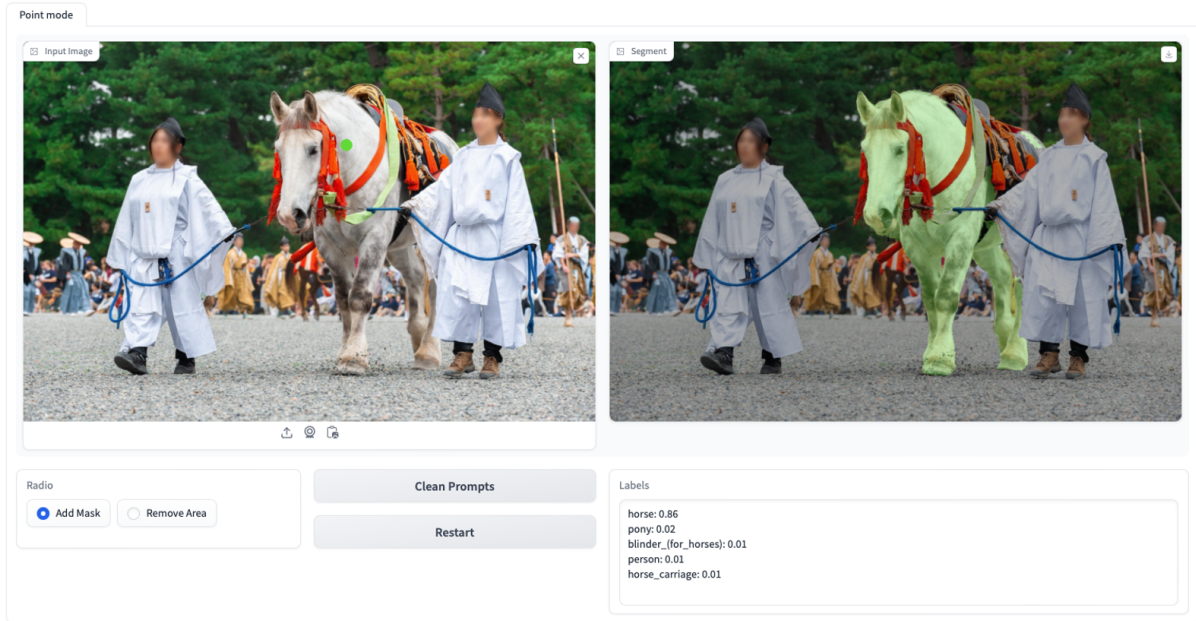 Point mode
Input Image
Segment
Radio
Add Mask
Remove Area
Clean Prompts
Restart
Labels
horse: 0.86
pony: 0.02
blinder_(for_horses): 0.01
person: 0.01
horse_carriage: 0.01